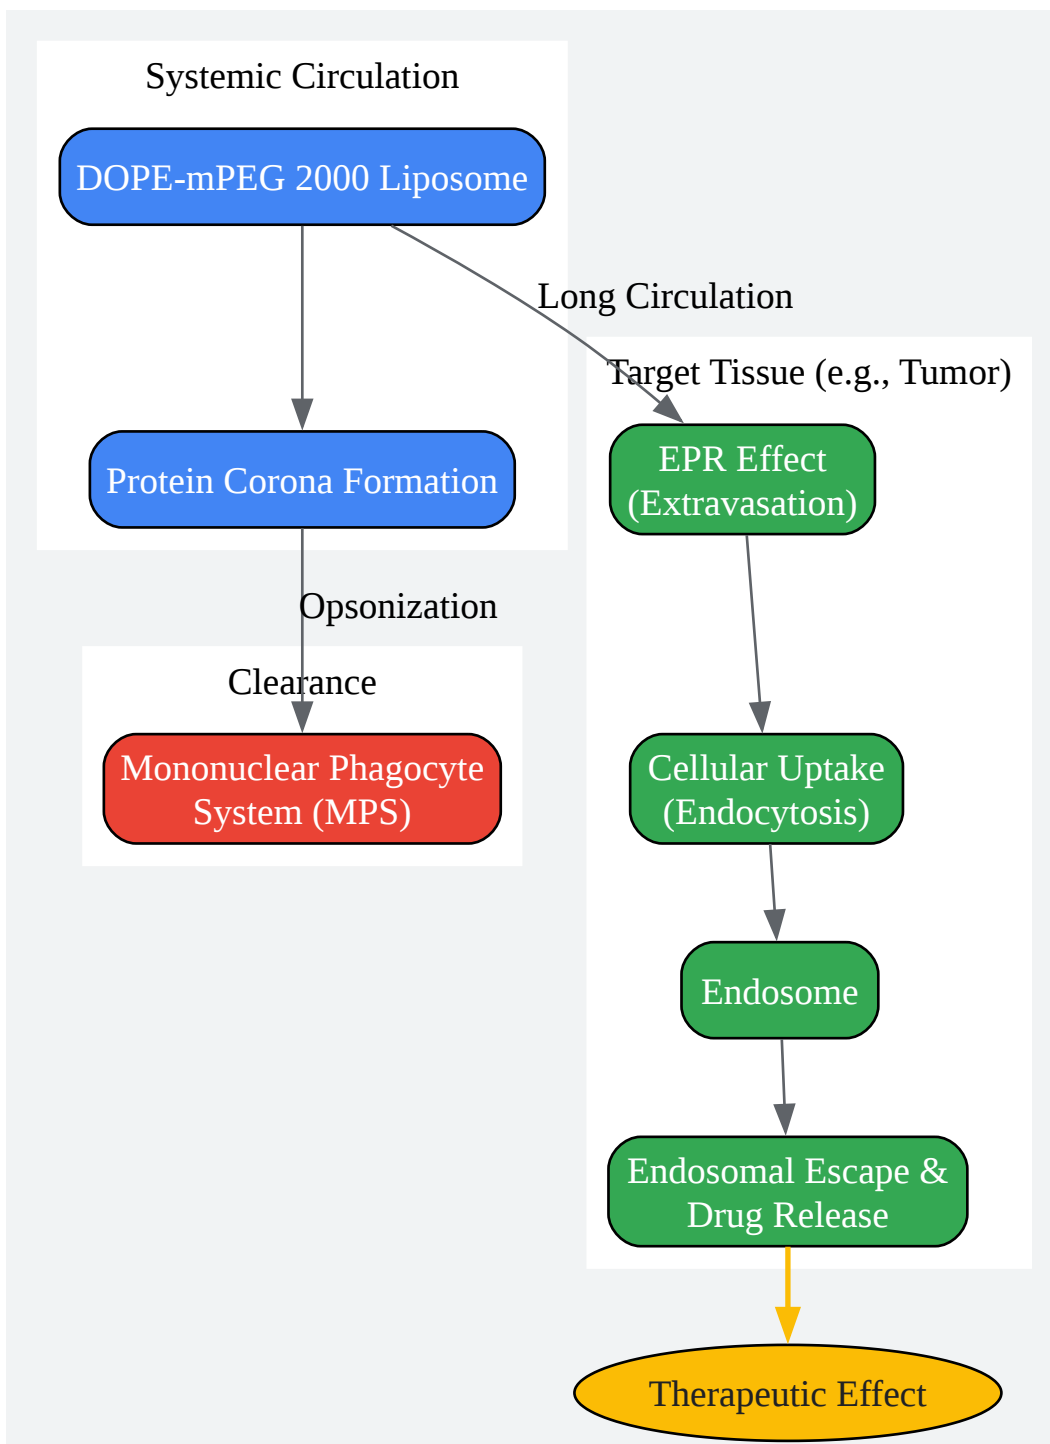 Systemic Circulation
DOPE-mPEG 2000 Liposome
Long Circulation
Target Tissue (e.g., Tumor)
EPR Effect
(Extravasation)
Protein Corona Formation
Opsonization
Clearance
Mononuclear Phagocyte
System (MPS)
Cellular Uptake
(Endocytosis)
Endosome
Endosomal Escape &
Drug Release
Therapeutic Effect